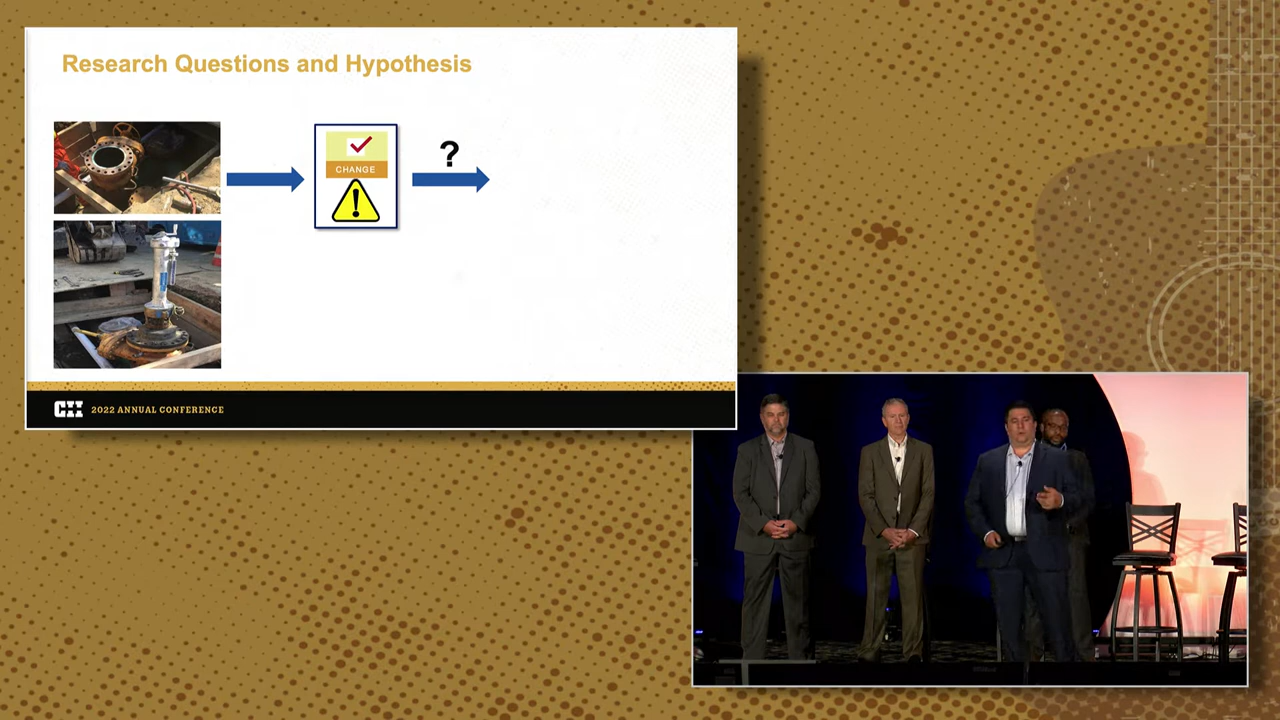 Research Questions and Hypothesis
?
CHANGE
CII 2022 ANNUAL CONFERENCE